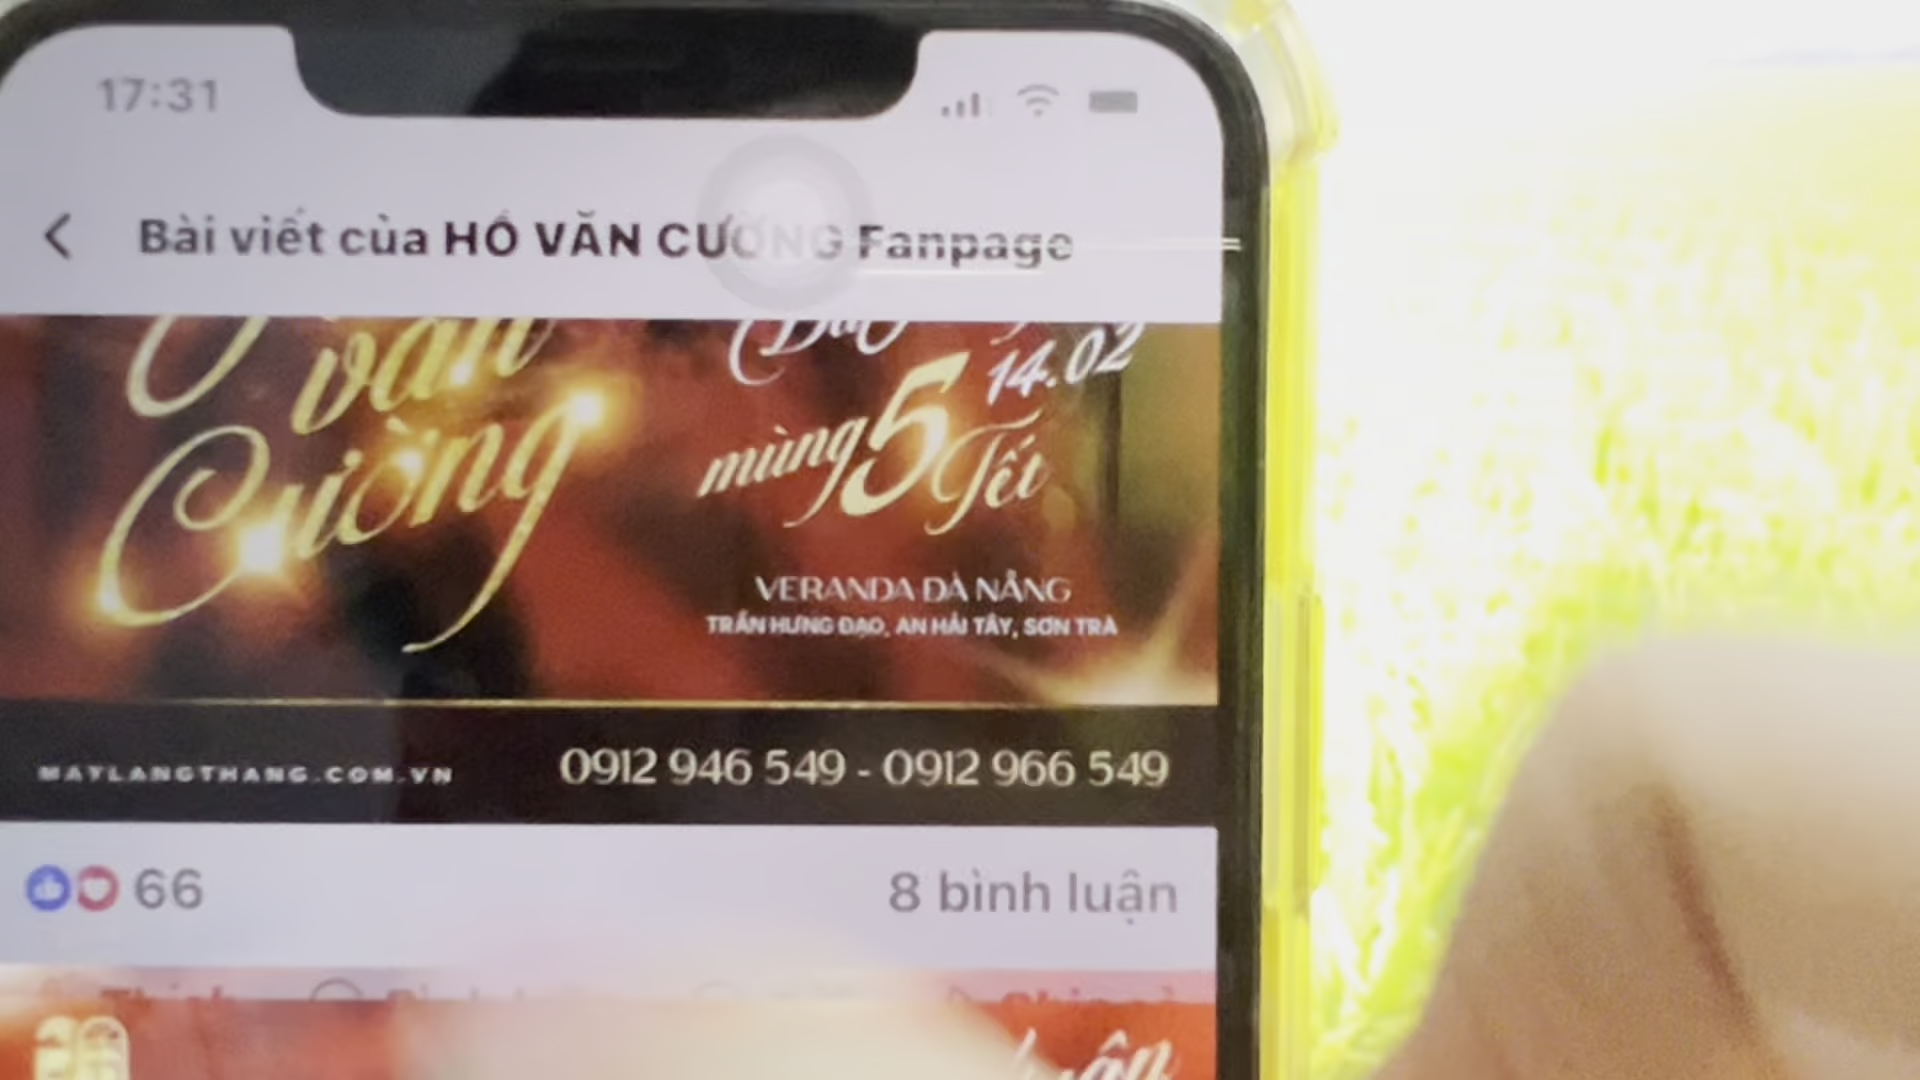 17:31
Bài viết của HỒ VĂN CƯỜNG Fanpage
văn
Cường
14.02
mùng 5 Tết
VERANDA ĐÀ NẴNG
TRẦN HƯNG ĐẠO, AN HẢI TÂY, SƠN TRÀ
MAYLANGTHANG.COM.VN
0912 946 549 - 0912 966 549
66
8 bình luận